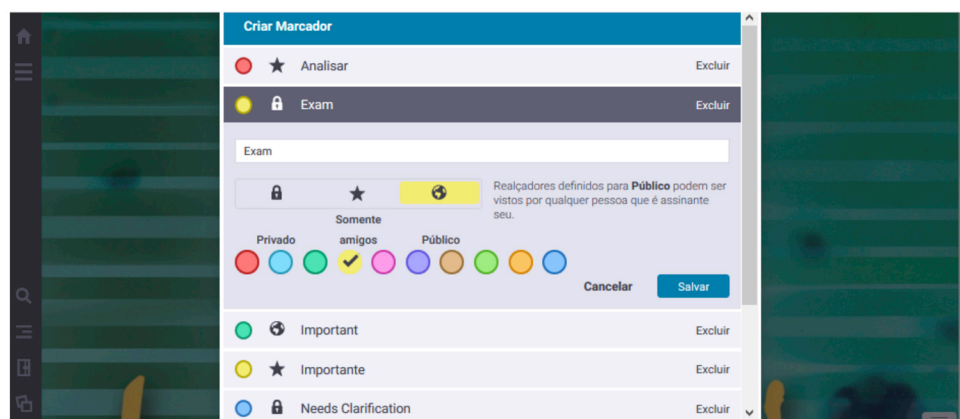 Criar Marcador
Analisar Excluir
Exam Excluir
Exam
Realçadores definidos para Público podem ser
vistos por qualquer pessoa que é assinante
seu.
Privado Somente amigos Público
Cancelar Salvar
Important Excluir
Importante Excluir
Needs Clarification Excluir